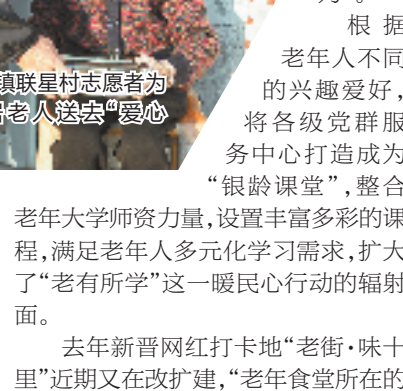 镇联星村志愿者为
老人送去“爱心
根据
老年人不同
的兴趣爱好，
将各级党群服
务中心打造成为
“银龄课堂”，整合
老年大学师资力量，设置丰富多彩的课
程，满足老年人多元化学习需求，扩大
了“老有所学”这一暖民心行动的辐射
面。
去年新晋网红打卡地“老街·味十
里”近期又在改扩建，“老年食堂所在的